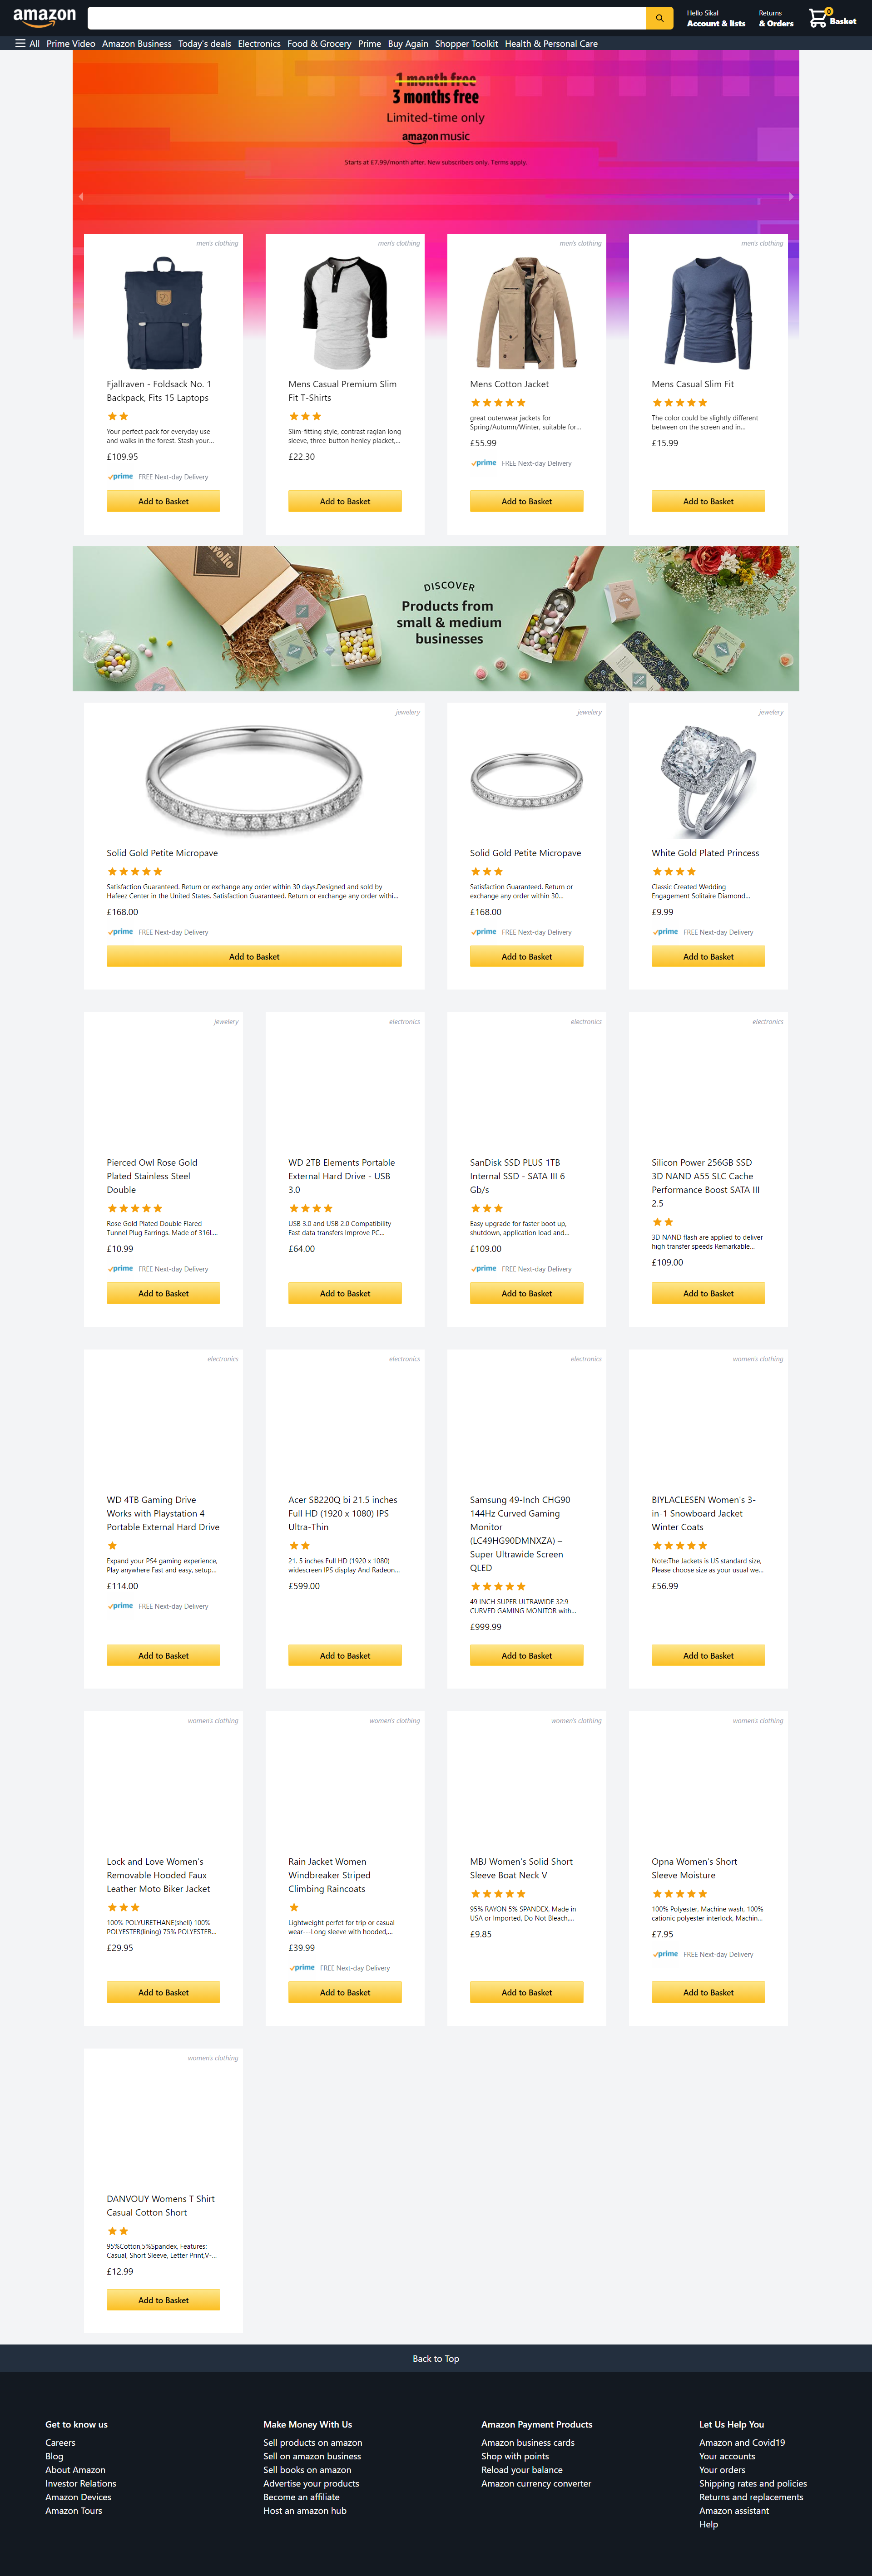 amazon
Hello Sikal
Account & lists
Returns
& Orders
0
Basket
All Prime Video Amazon Business Today's deals Electronics Food & Grocery Prime Buy Again Shopper Toolkit Health & Personal Care
1 month free
3 months free
Limited-time only
amazon music
Starts at £7.99/month after. New subscribers only. Terms apply.
men's clothing
Fjallraven - Foldsack No. 1
Backpack, Fits 15 Laptops
Your perfect pack for everyday use
and walks in the forest. Stash your...
£109.95
prime FREE Next-day Delivery
Add to Basket
men's clothing
Mens Casual Premium Slim
Fit T-Shirts
Slim-fitting style, contrast raglan long
sleeve, three-button henley placket,...
£22.30
Add to Basket
men's clothing
Mens Cotton Jacket
great outerwear jackets for
Spring/Autumn/Winter, suitable for...
£55.99
prime FREE Next-day Delivery
Add to Basket
men's clothing
Mens Casual Slim Fit
The color could be slightly different
between on the screen and in...
£15.99
Add to Basket
DISCOVER
Products from
small & medium
businesses
jewelery
Solid Gold Petite Micropave
Satisfaction Guaranteed. Return or exchange any order within 30 days.Designed and sold by
Hafeez Center in the United States. Satisfaction Guaranteed. Return or exchange any order withi...
£168.00
prime FREE Next-day Delivery
Add to Basket
jewelery
Solid Gold Petite Micropave
Satisfaction Guaranteed. Return or
exchange any order within 30...
£168.00
prime FREE Next-day Delivery
Add to Basket
jewelery
White Gold Plated Princess
Classic Created Wedding
Engagement Solitaire Diamond...
£9.99
prime FREE Next-day Delivery
Add to Basket
jewelery
Pierced Owl Rose Gold
Plated Stainless Steel
Double
Rose Gold Plated Double Flared
Tunnel Plug Earrings. Made of 316L...
£10.99
prime FREE Next-day Delivery
Add to Basket
electronics
WD 2TB Elements Portable
External Hard Drive - USB
3.0
USB 3.0 and USB 2.0 Compatibility
Fast data transfers Improve PC...
£64.00
Add to Basket
electronics
SanDisk SSD PLUS 1TB
Internal SSD - SATA III 6
Gb/s
Easy upgrade for faster boot up,
shutdown, application load and...
£109.00
prime FREE Next-day Delivery
Add to Basket
electronics
Silicon Power 256GB SSD
3D NAND A55 SLC Cache
Performance Boost SATA III
2.5
3D NAND flash are applied to deliver
high transfer speeds Remarkable...
£109.00
Add to Basket
electronics
WD 4TB Gaming Drive
Works with Playstation 4
Portable External Hard Drive
Expand your PS4 gaming experience,
Play anywhere Fast and easy, setup...
£114.00
prime FREE Next-day Delivery
Add to Basket
electronics
Acer SB220Q bi 21.5 inches
Full HD (1920 x 1080) IPS
Ultra-Thin
21. 5 inches Full HD (1920 x 1080)
widescreen IPS display And Radeon...
£599.00
Add to Basket
electronics
Samsung 49-Inch CHG90
144Hz Curved Gaming
Monitor
(LC49HG90DMNXZA) –
Super Ultrawide Screen
QLED
49 INCH SUPER ULTRAWIDE 32:9
CURVED GAMING MONITOR with...
£999.99
Add to Basket
women's clothing
BIYLACLESEN Women's 3-
in-1 Snowboard Jacket
Winter Coats
Note:The Jackets is US standard size,
Please choose size as your usual we...
£56.99
Add to Basket
women's clothing
Lock and Love Women's
Removable Hooded Faux
Leather Moto Biker Jacket
100% POLYURETHANE(shell) 100%
POLYESTER(lining) 75% POLYESTER...
£29.95
Add to Basket
women's clothing
Rain Jacket Women
Windbreaker Striped
Climbing Raincoats
Lightweight perfet for trip or casual
wear---Long sleeve with hooded,...
£39.99
prime FREE Next-day Delivery
Add to Basket
women's clothing
MBJ Women's Solid Short
Sleeve Boat Neck V
95% RAYON 5% SPANDEX, Made in
USA or Imported, Do Not Bleach,...
£9.85
Add to Basket
women's clothing
Opna Women's Short
Sleeve Moisture
100% Polyester, Machine wash, 100%
cationic polyester interlock, Machin...
£7.95
prime FREE Next-day Delivery
Add to Basket
women's clothing
DANVOUY Womens T Shirt
Casual Cotton Short
95%Cotton,5%Spandex, Features:
Casual, Short Sleeve, Letter Print,V-...
£12.99
Add to Basket
Back to Top
Get to know us
Careers
Blog
About Amazon
Investor Relations
Amazon Devices
Amazon Tours
Make Money With Us
Sell products on amazon
Sell on amazon business
Sell books on amazon
Advertise your products
Become an affiliate
Host an amazon hub
Amazon Payment Products
Amazon business cards
Shop with points
Reload your balance
Amazon currency converter
Let Us Help You
Amazon and Covid19
Your accounts
Your orders
Shipping rates and policies
Returns and replacements
Amazon assistant
Help